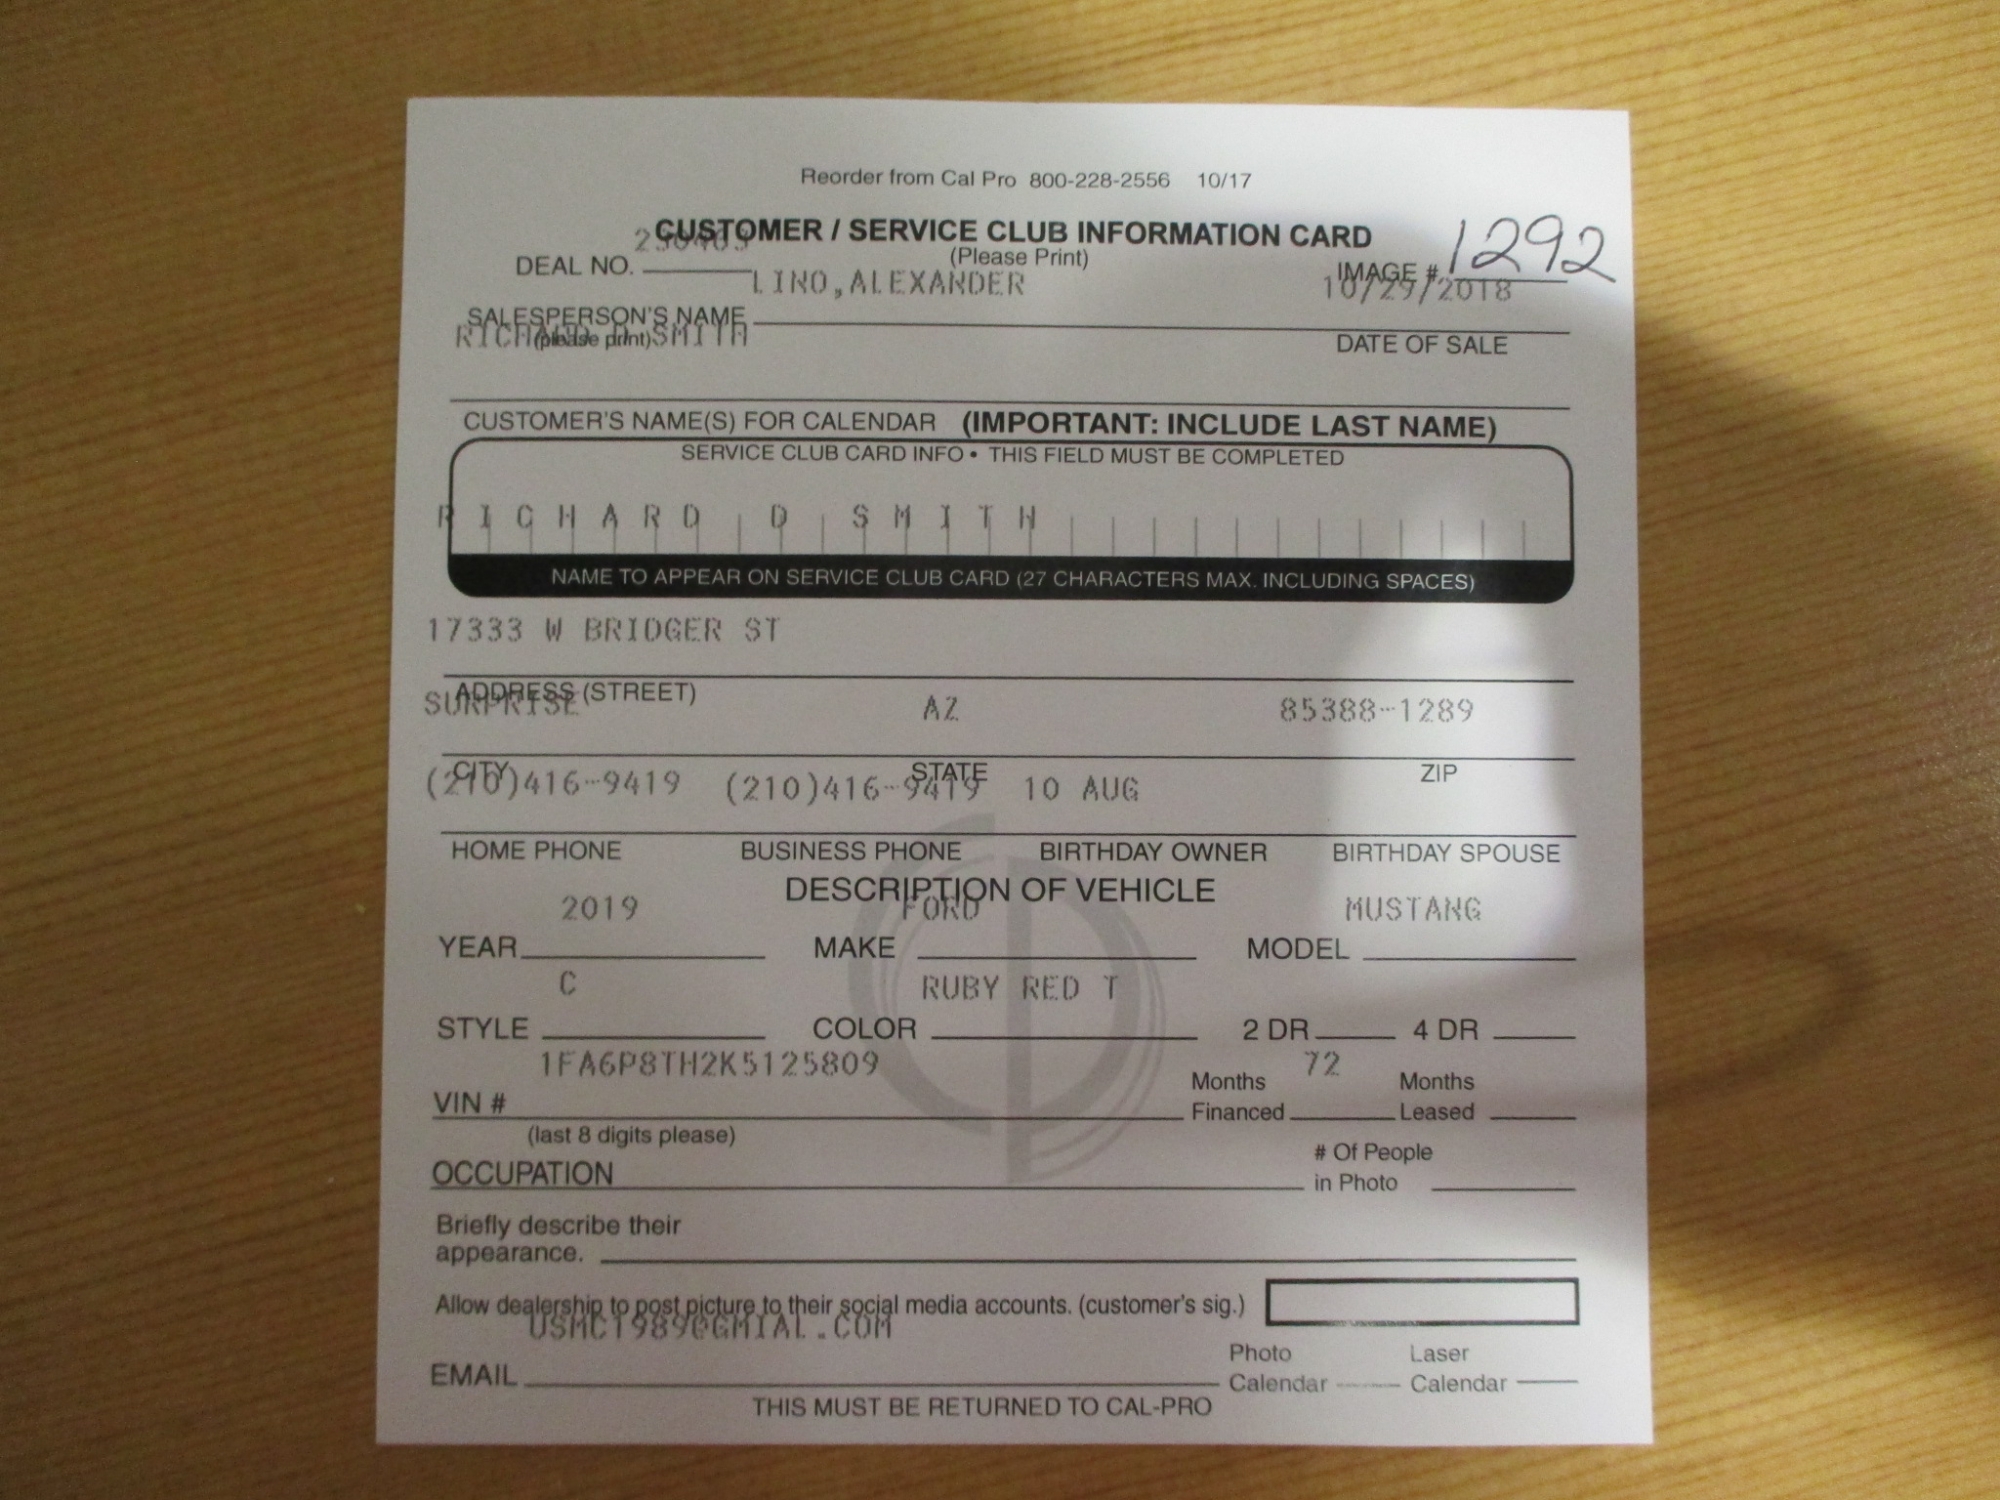 Reorder from Cal Pro 800-228-2556 10/17
CUSTOMER / SERVICE CLUB INFORMATION CARD
(Please Print)
DEAL NO.
IMAGE # 1292
LINO,ALEXANDER
10/29/2018
SALESPERSON'S NAME
(please print)
RICHARD D SMITH
DATE OF SALE
CUSTOMER'S NAME(S) FOR CALENDAR (IMPORTANT: INCLUDE LAST NAME)
SERVICE CLUB CARD INFO • THIS FIELD MUST BE COMPLETED
RICHARD D SMITH
NAME TO APPEAR ON SERVICE CLUB CARD (27 CHARACTERS MAX. INCLUDING SPACES)
17333 W BRIDGER ST
ADDRESS (STREET)
SURPRISE AZ 85388-1289
CITY STATE ZIP
(210)416-9419 (210)416-9419 10 AUG
HOME PHONE BUSINESS PHONE BIRTHDAY OWNER BIRTHDAY SPOUSE
DESCRIPTION OF VEHICLE
2019 FORD MUSTANG
YEAR MAKE MODEL
C RUBY RED T
STYLE COLOR 2 DR 4 DR
1FA6P8TH2K5125809 72
VIN # Months Financed Months Leased
(last 8 digits please)
OCCUPATION # Of People in Photo
Briefly describe their
appearance.
Allow dealership to post picture to their social media accounts. (customer's sig.)
USMC1989@GMIAL.COM
EMAIL Photo Calendar Laser Calendar
THIS MUST BE RETURNED TO CAL-PRO